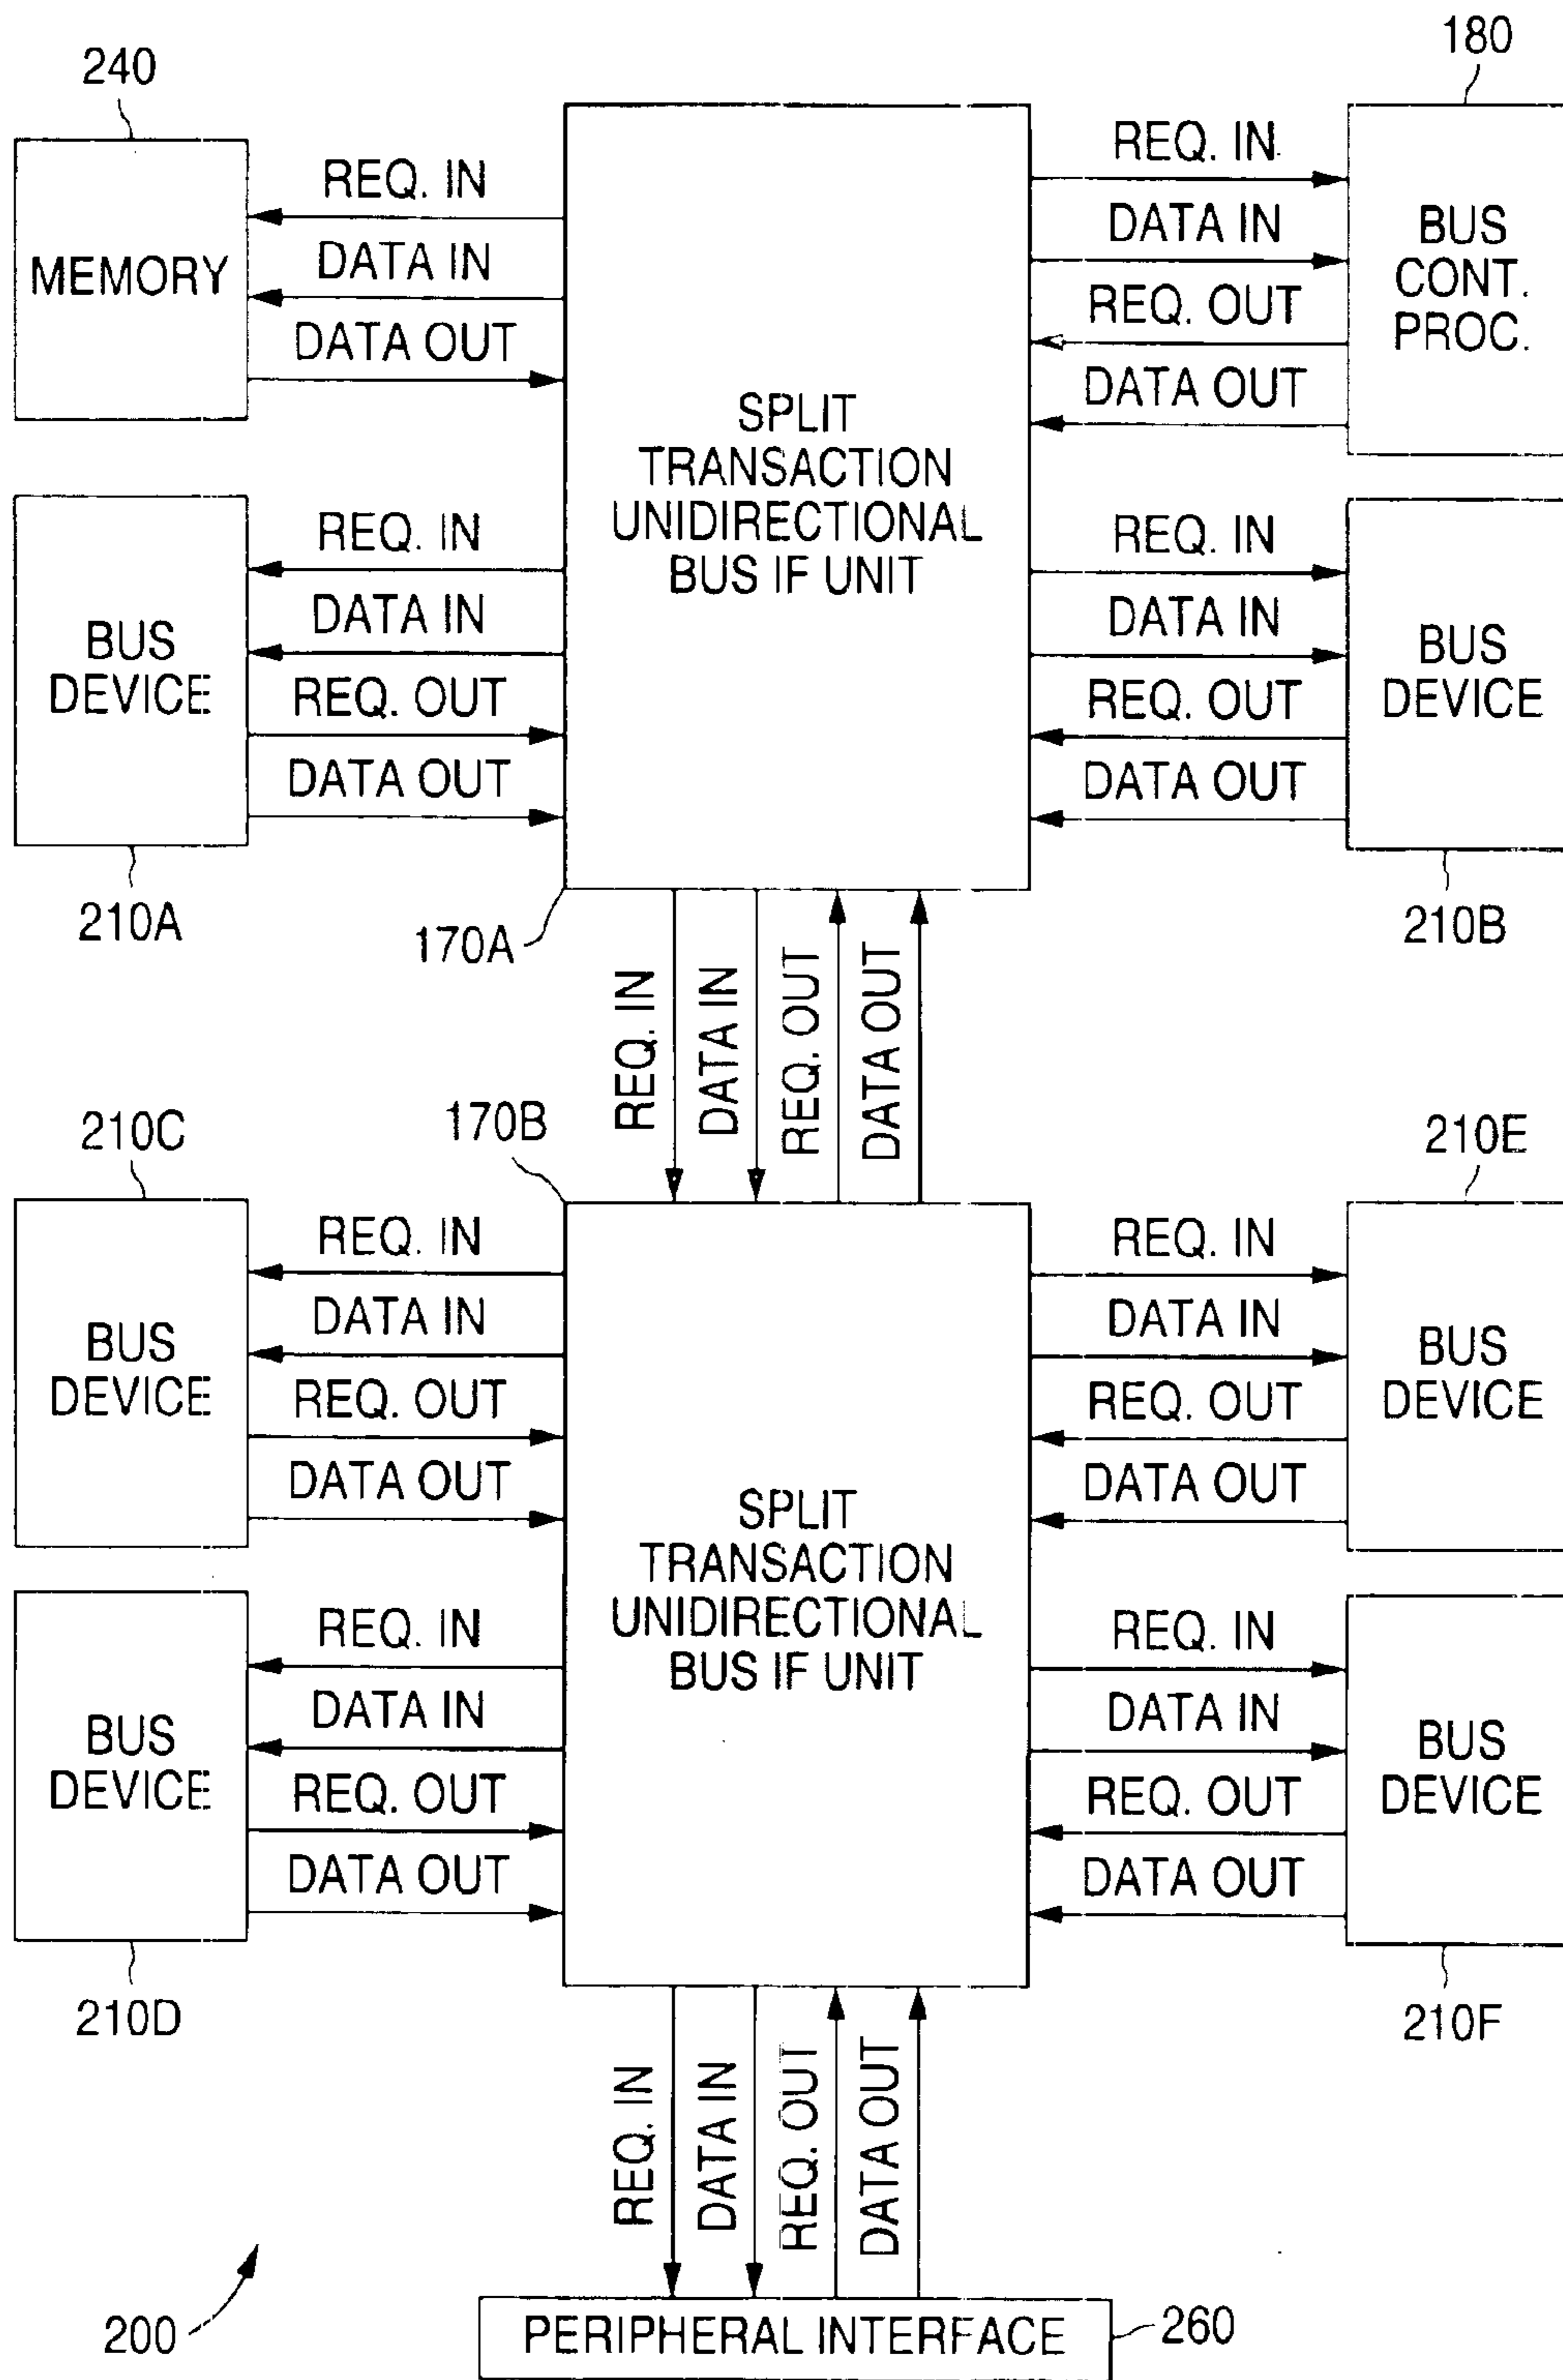 240
180
MEMORY
REQ. IN
DATA IN
DATA OUT
SPLIT
TRANSACTION
UNIDIRECTIONAL
BUS IF UNIT
REQ. IN
DATA IN
REQ. OUT
DATA OUT
BUS
CONT.
PROC.
BUS
DEVICE
REQ. IN
DATA IN
REQ. OUT
DATA OUT
REQ. IN
DATA IN
REQ. OUT
DATA OUT
BUS
DEVICE
210A
170A
210B
REQ. IN
DATA IN
REQ. OUT
DATA OUT
210C
170B
210E
BUS
DEVICE
REQ. IN
DATA IN
REQ. OUT
DATA OUT
SPLIT
TRANSACTION
UNIDIRECTIONAL
BUS IF UNIT
REQ. IN
DATA IN
REQ. OUT
DATA OUT
BUS
DEVICE
BUS
DEVICE
REQ. IN
DATA IN
REQ. OUT
DATA OUT
REQ. IN
DATA IN
REQ. OUT
DATA OUT
BUS
DEVICE
210D
210F
REQ. IN
DATA IN
REQ. OUT
DATA OUT
200
PERIPHERAL INTERFACE
260